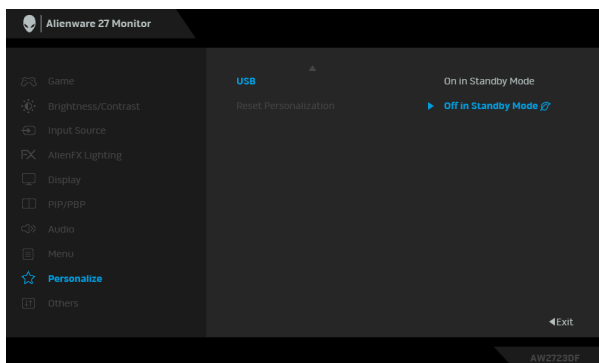 Alienware 27 Monitor
Game
Brightness/Contrast
Input Source
FX AlienFX Lighting
Display
PIP/PBP
Audio
Menu
Personalize
Others
USB
Reset Personalization
On in Standby Mode
Off in Standby Mode
Exit
AW2723DF